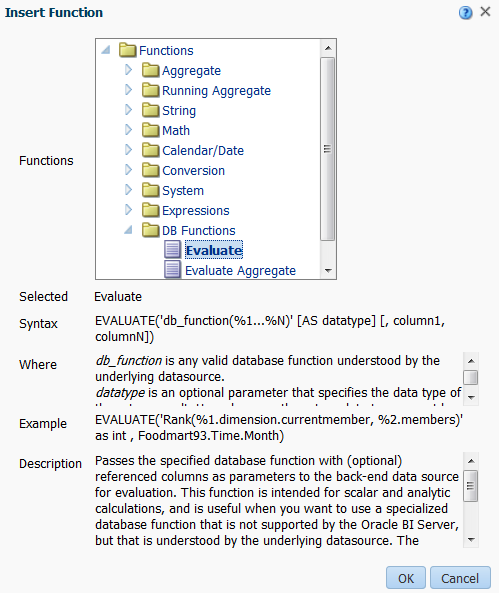 Insert Function
Functions
Functions
Aggregate
Running Aggregate
String
Math
Calendar/Date
Conversion
System
Expressions
DB Functions
Evaluate
Evaluate Aggregate
Selected Evaluate
Syntax EVALUATE('db_function(%1...%N)' [AS datatype] [, column1,
columnN])
Where db_function is any valid database function understood by the
underlying datasource.
datatype is an optional parameter that specifies the data type of
Example EVALUATE('Rank(%1.dimension.currentmember, %2.members)'
as int , Foodmart93.Time.Month)
Description Passes the specified database function with (optional)
referenced columns as parameters to the back-end data source
for evaluation. This function is intended for scalar and analytic
calculations, and is useful when you want to use a specialized
database function that is not supported by the Oracle BI Server,
but that is understood by the underlying datasource. The
OK Cancel